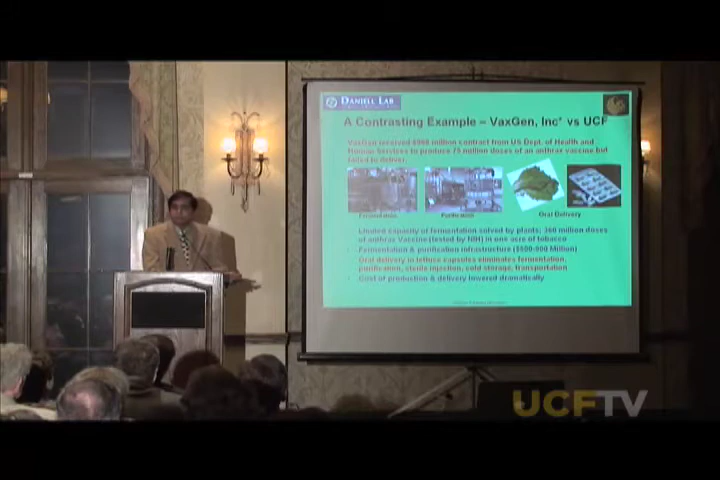 DANIELL LAB
A Contrasting Example – VaxGen, Inc* vs UCF
VaxGen received million contract from US Dept. of Health and
Human Services to produce 75 million doses of an anthrax vaccine but
failed to deliver
Fermentation
Purification
Oral Delivery
Limited capacity of fermentation solved by plants; 360 million doses
of anthrax Vaccine (tested by NIH) in one acre of tobacco
Fermentation & purification infrastructure ($500-900 Million)
Oral delivery in lettuce capsules eliminates fermentation,
purification, sterile injection, cold storage, transportation
Cost of production & delivery lowered dramatically
UCFTV